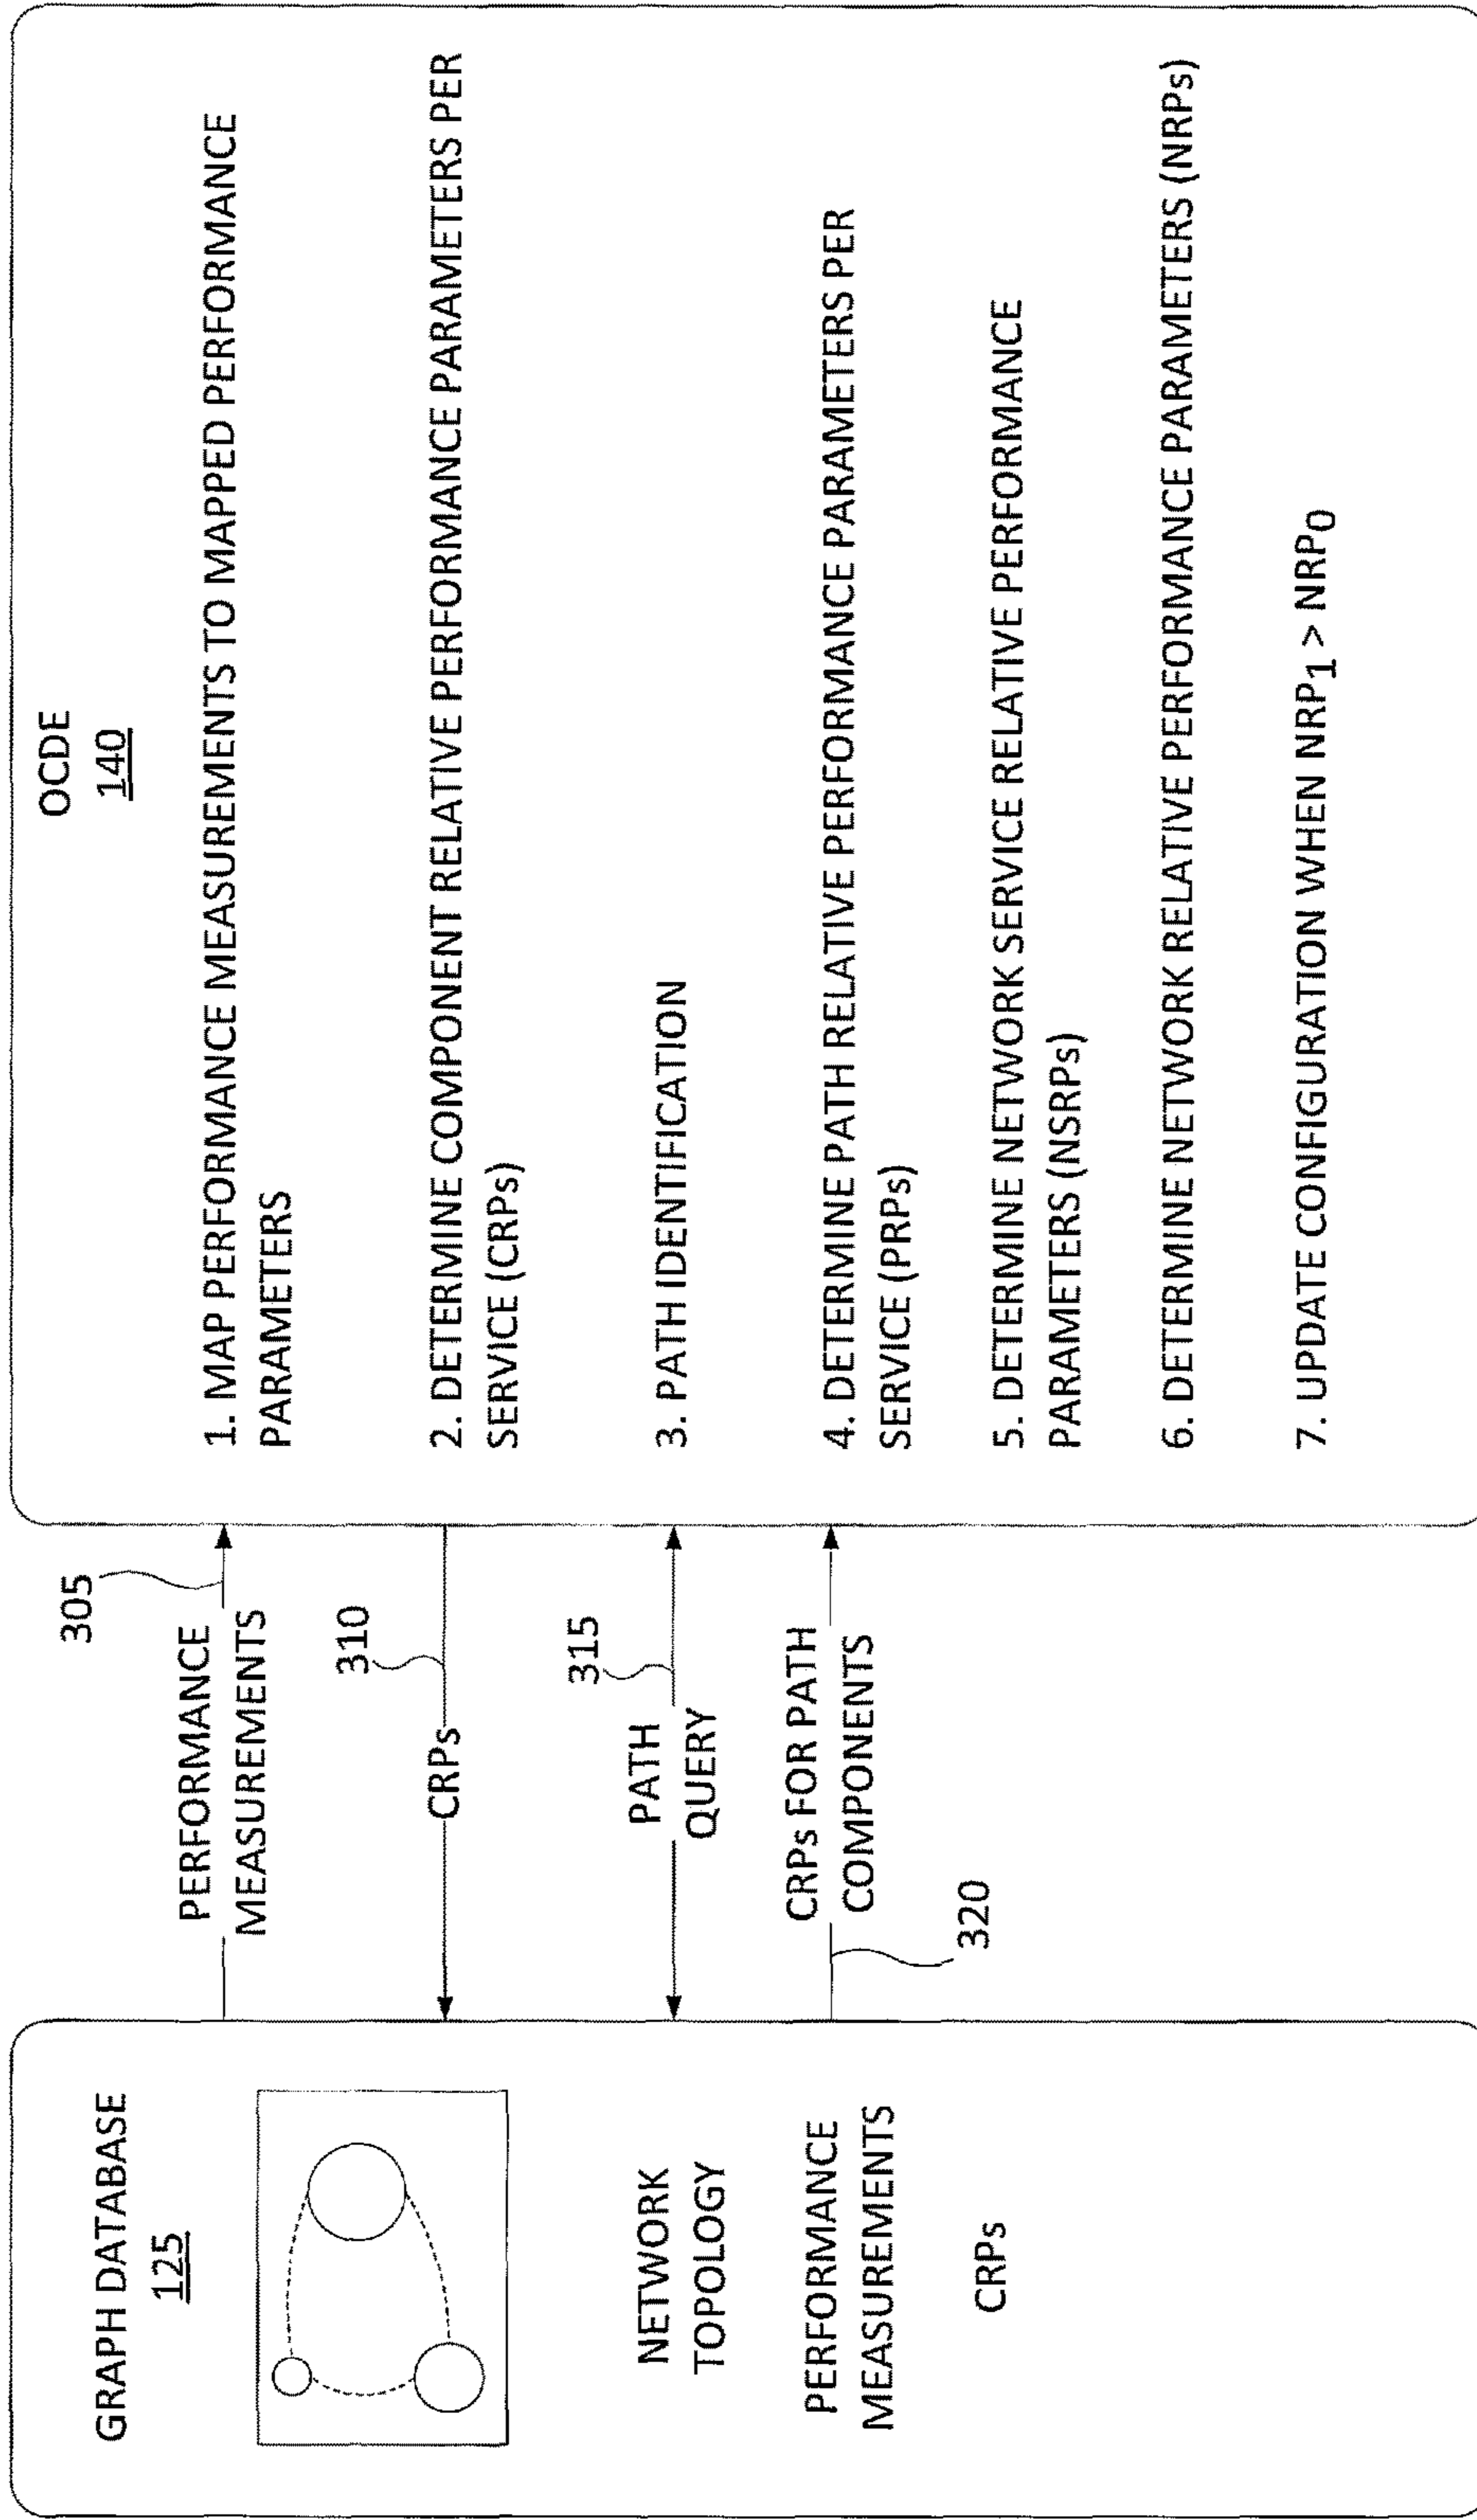 GRAPH DATABASE
125
NETWORK
TOPOLOGY
PERFORMANCE
MEASUREMENTS
CRPs
PERFORMANCE
MEASUREMENTS
305
310
CRPs
315
PATH
QUERY
CRPs FOR PATH
COMPONENTS
320
OCDE
140
1. MAP PERFORMANCE MEASUREMENTS TO MAPPED PERFORMANCE
PARAMETERS
2. DETERMINE COMPONENT RELATIVE PERFORMANCE PARAMETERS PER
SERVICE (CRPs)
3. PATH IDENTIFICATION
4. DETERMINE PATH RELATIVE PERFORMANCE PARAMETERS PER
SERVICE (PRPs)
5. DETERMINE NETWORK SERVICE RELATIVE PERFORMANCE
PARAMETERS (NSRPs)
6. DETERMINE NETWORK RELATIVE PERFORMANCE PARAMETERS (NRPs)
7. UPDATE CONFIGURATION WHEN NRP1 > NRP0